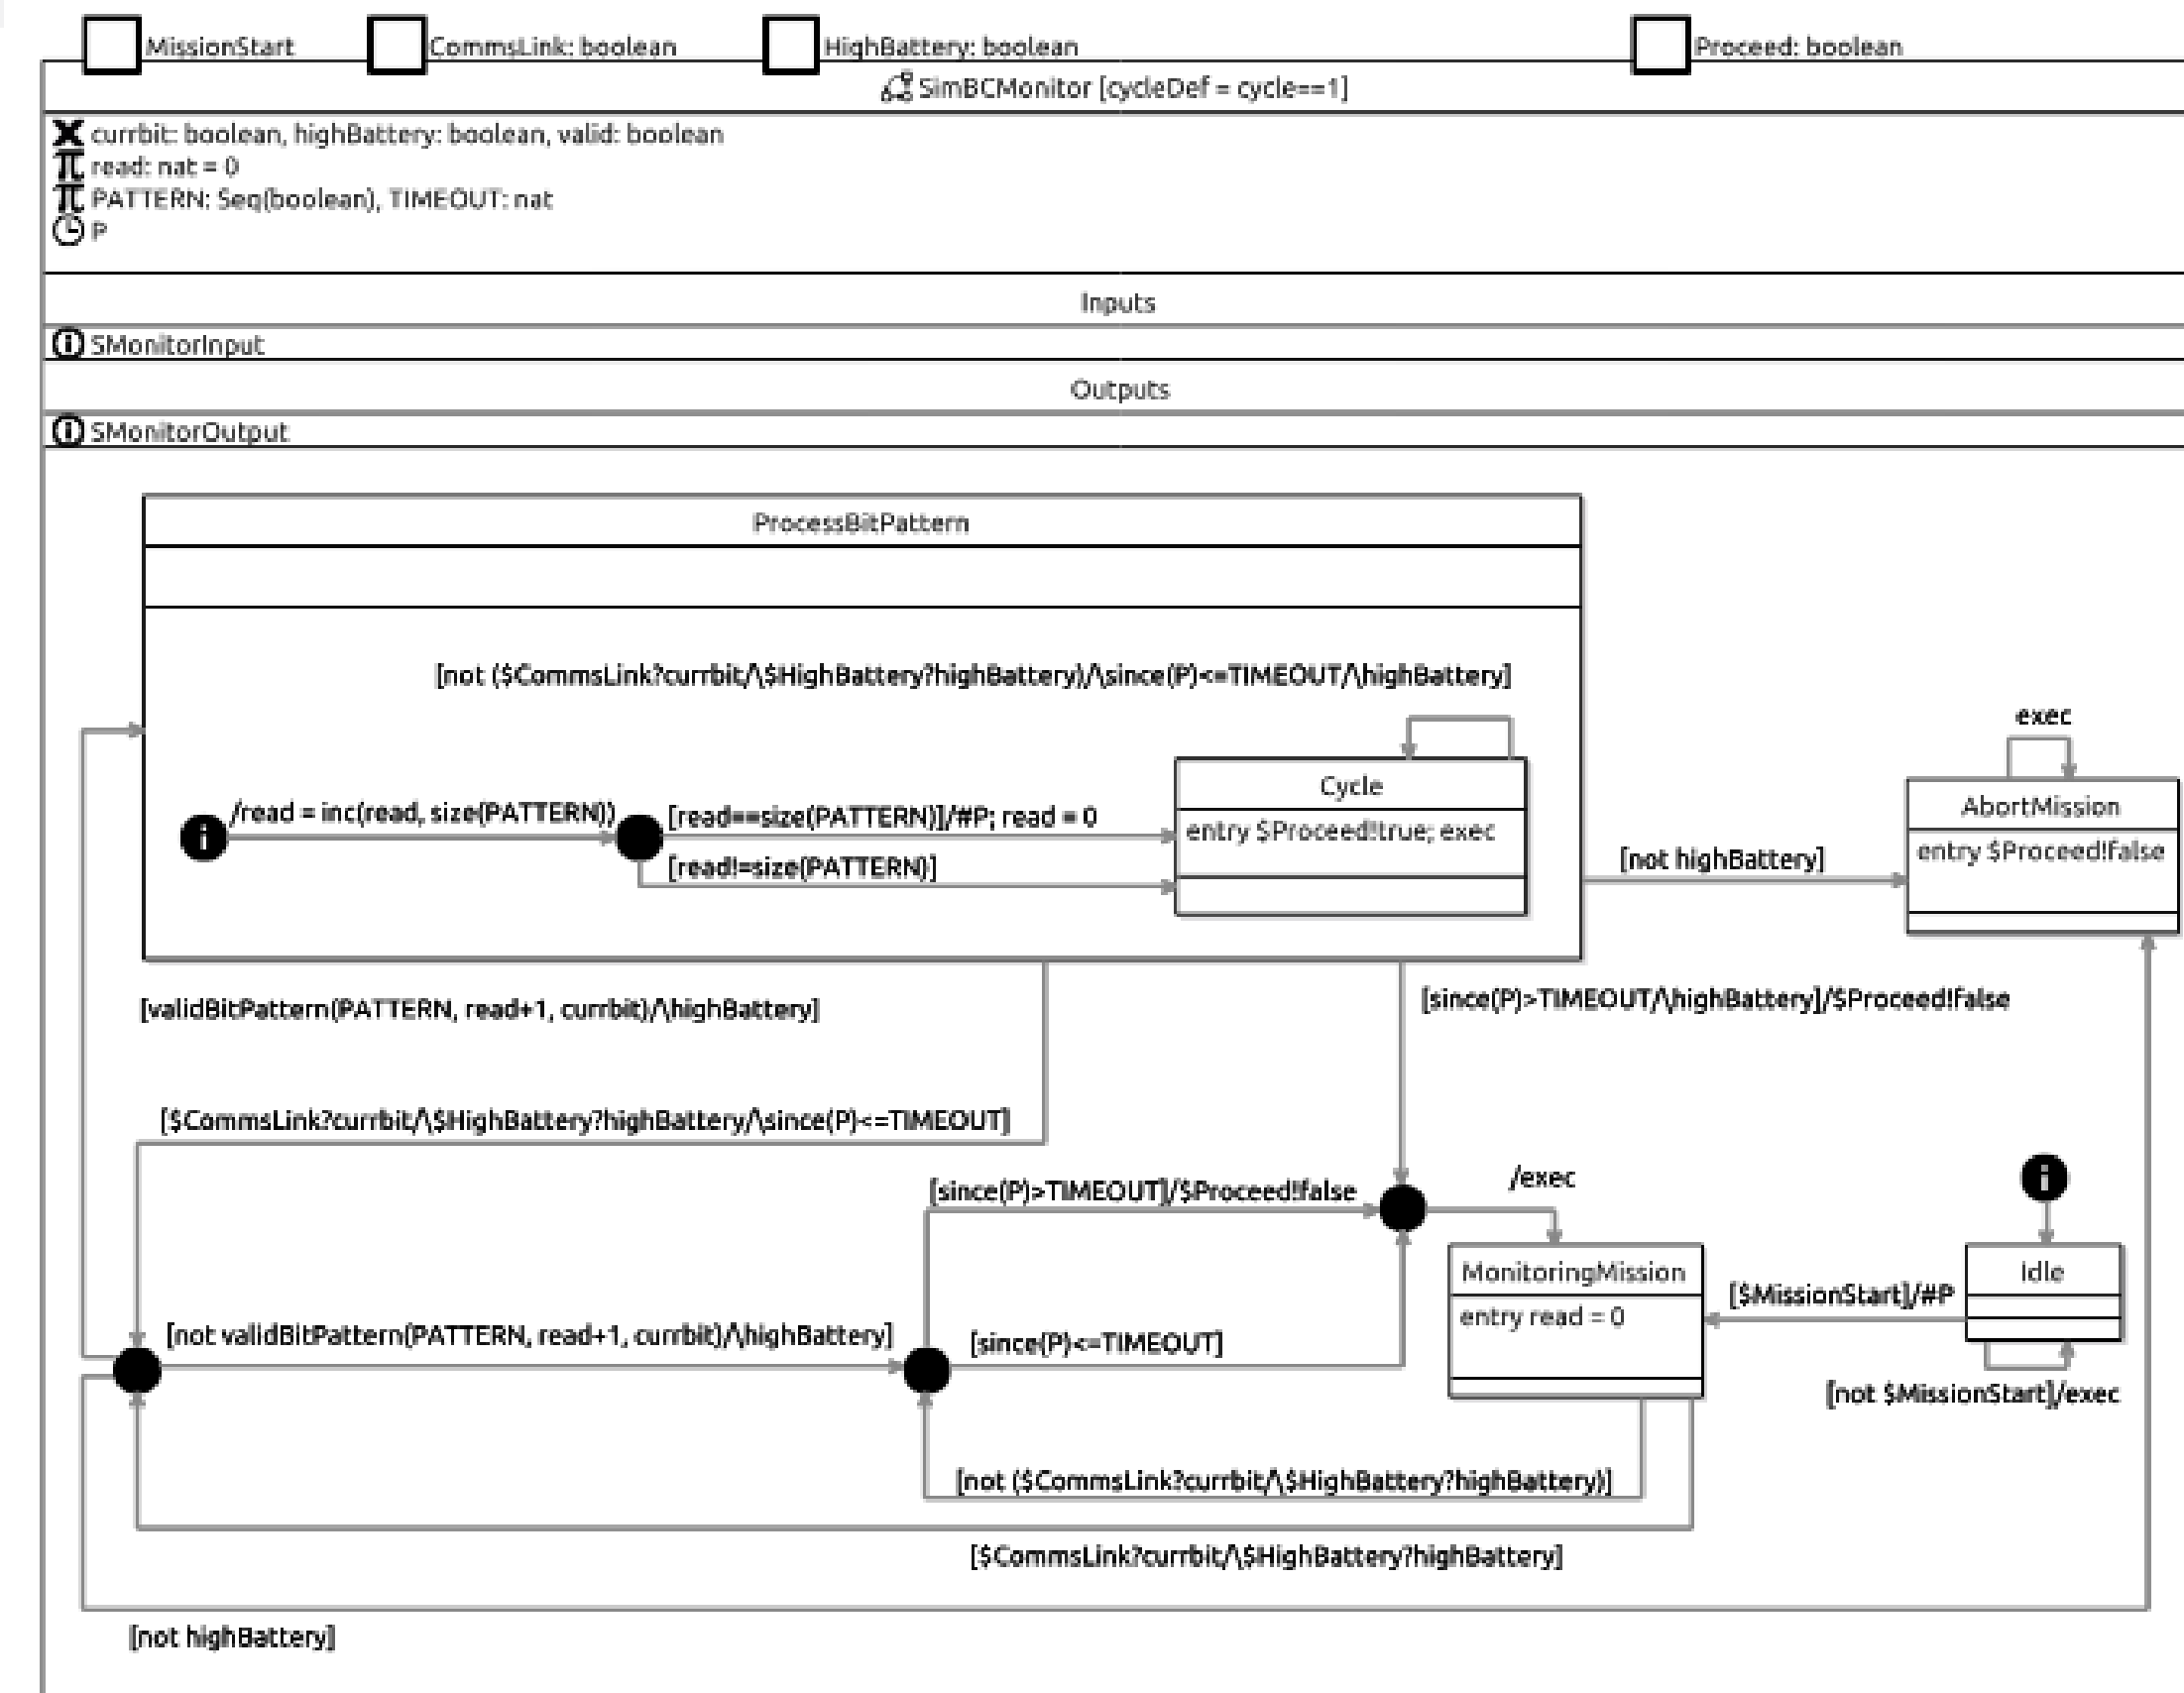 MissionStart
CommsLink: boolean
HighBattery: boolean
Proceed: boolean
SimBCMonitor [cycleDef = cycle==1]
currbit: boolean, highBattery: boolean, valid: boolean
read: nat = 0
PATTERN: Seq(boolean), TIMEOUT: nat
P
Inputs
SMonitorInput
Outputs
SMonitorOutput
ProcessBitPattern
[not ($CommsLink?currbit/\$HighBattery?highBattery)/\since(P)<=TIMEOUT/\highBattery]
exec
Cycle
AbortMission
/read = inc(read, size(PATTERN))
[read==size(PATTERN)]/#P; read = 0
entry $Proceed!true; exec
entry $Proceed!false
[read!=size(PATTERN)]
[not highBattery]
[validBitPattern(PATTERN, read+1, currbit)/\highBattery]
[since(P)>TIMEOUT/\highBattery]/$Proceed!false
[$CommsLink?currbit/\$HighBattery?highBattery/\since(P)<=TIMEOUT]
[since(P)>TIMEOUT]/$Proceed!false
/exec
MonitoringMission
Idle
entry read = 0
[$MissionStart]/#P
[not validBitPattern(PATTERN, read+1, currbit)/\highBattery]
[since(P)<=TIMEOUT]
[not $MissionStart]/exec
[not ($CommsLink?currbit/\$HighBattery?highBattery)]
[$CommsLink?currbit/\$HighBattery?highBattery]
[not highBattery]